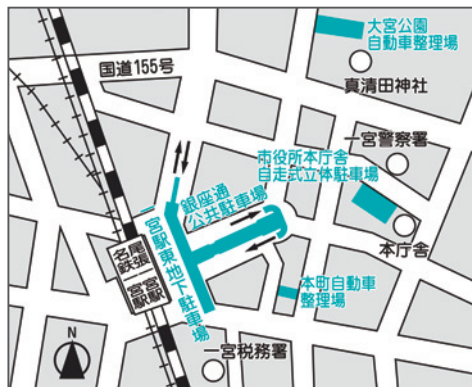 大宮公園
自動車整理場
国道155号
真清田神社
一宮警察署
市役所本庁舎
自走式立体駐車場
銀座通
公共駐車場
一宮駅東地下駐車場
本庁舎
尾張一宮駅
名鉄一宮駅
本町自動車
整理場
N
一宮税務署